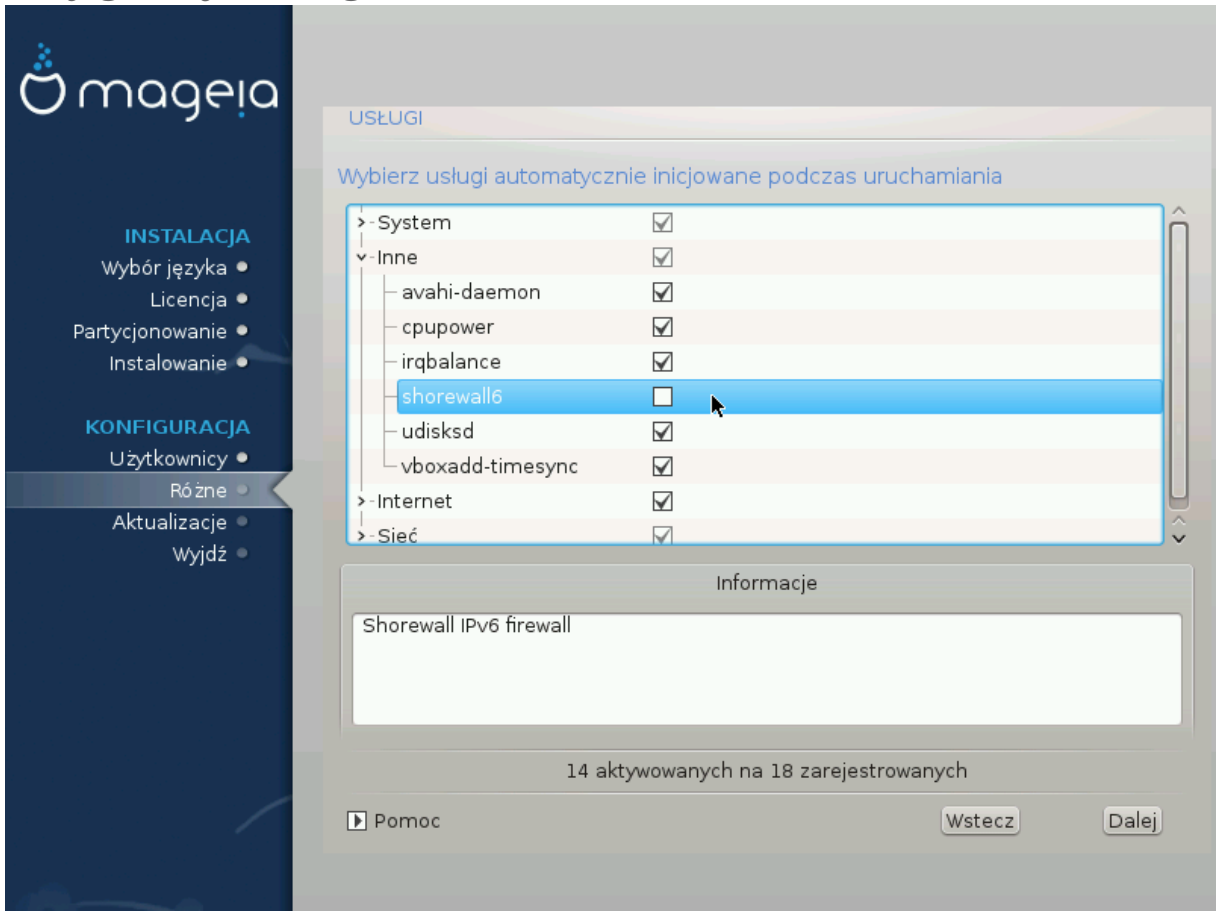 mageia
INSTALACJA
Wybór języka
Licencja
Partycjonowanie
Instalowanie
KONFIGURACJA
Użytkownicy
Różne
Aktualizacje
Wyjdź
USŁUGI
Wybierz usługi automatycznie inicjowane podczas uruchamiania
System
Inne
avahi-daemon
cpupower
irqbalance
shorewall6
udisksd
vboxadd-timesync
Internet
Sieć
Informacje
Shorewall IPv6 firewall
14 aktywowanych na 18 zarejestrowanych
Pomoc
Wstecz
Dalej